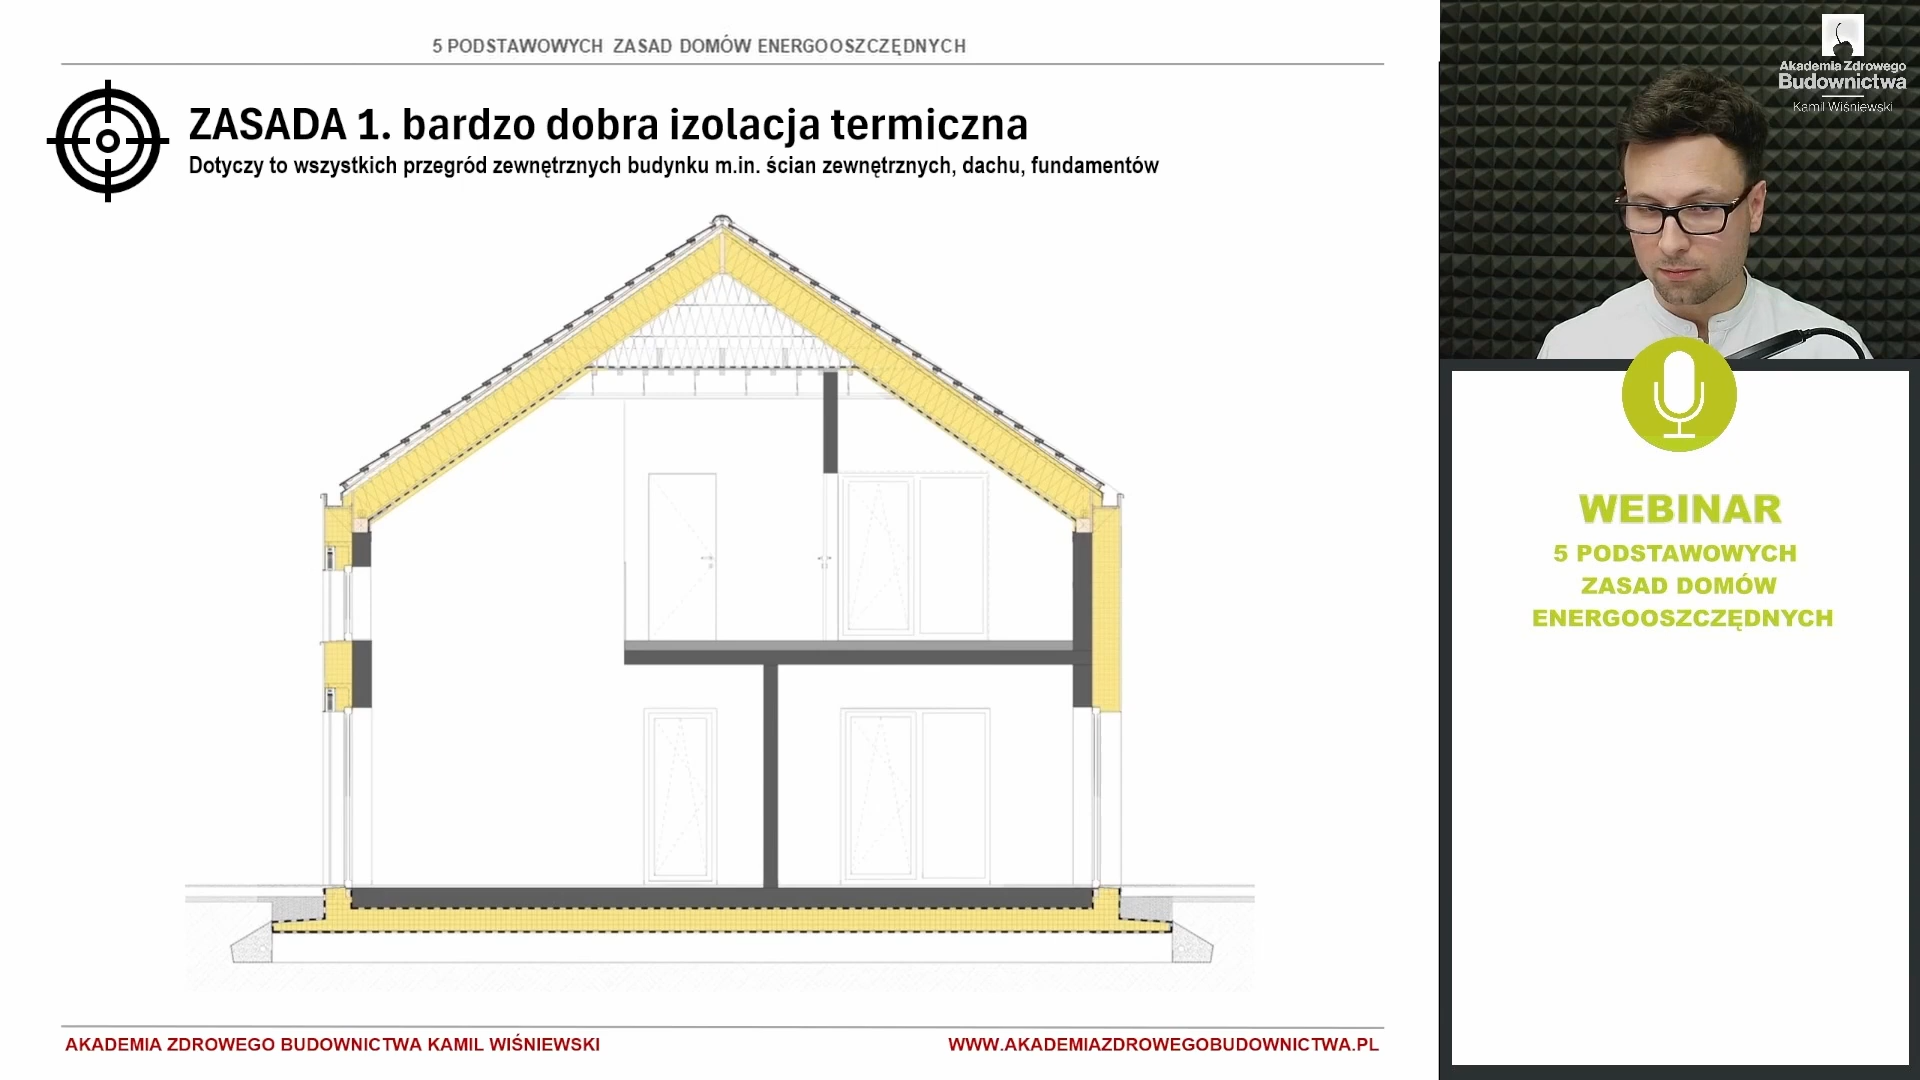 5 PODSTAWOWYCH ZASAD DOMÓW ENERGOOSZCZĘDNYCH
ZASADA 1. bardzo dobra izolacja termiczna
Dotyczy to wszystkich przegród zewnętrznych budynku m.in. ścian zewnętrznych, dachu, fundamentów
AKADEMIA ZDROWEGO BUDOWNICTWA KAMIL WIŚNIEWSKI
WWW.AKADEMIAZDROWEGOBUDOWNICTWA.PL
Akademia Zdrowego
Budownictwa
Kamil Wiśniewski
WEBINAR
5 PODSTAWOWYCH
ZASAD DOMÓW
ENERGOOSZCZĘDNYCH